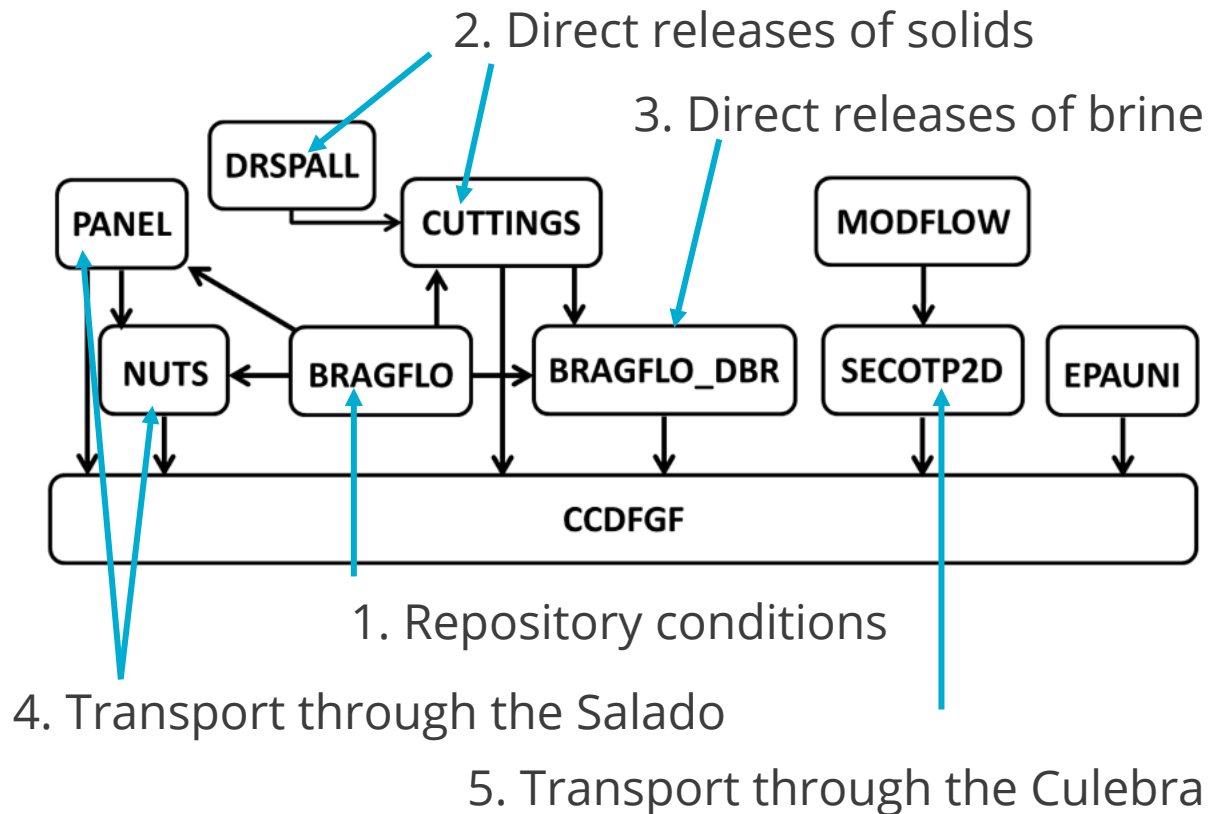 2. Direct releases of solids
3. Direct releases of brine
DRSPALL
PANEL
CUTTINGS
MODFLOW
NUTS
BRAGFLO
BRAGFLO_DBR
SECOTP2D
EPAUNI
CCDFGF
1. Repository conditions
4. Transport through the Salado
5. Transport through the Culebra